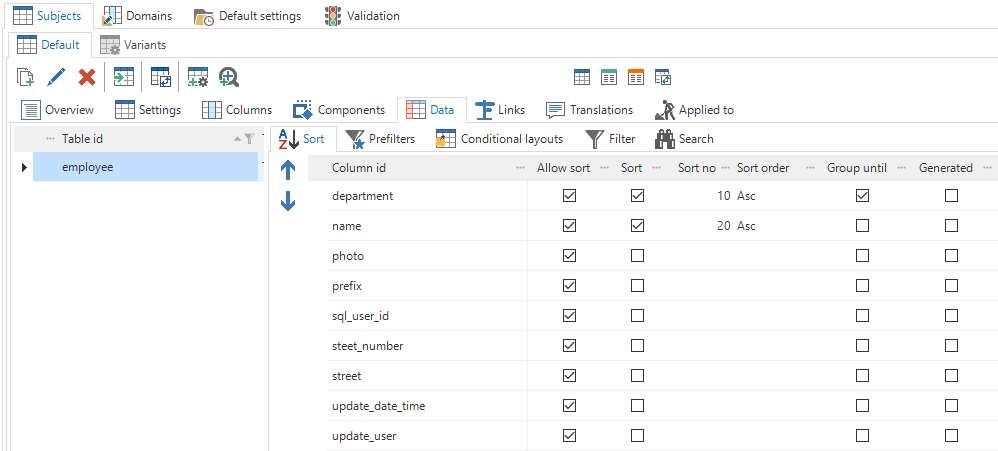 Subjects Domains Default settings Validation
Default Variants
Overview Settings Columns Components Data Links Translations Applied to
Table id Sort Prefilters Conditional layouts Filter Search
employee
Column id Allow sort Sort Sort no Sort order Group until Generated
department 10 Asc
name 20 Asc
photo
prefix
sql_user_id
steet_number
street
update_date_time
update_user